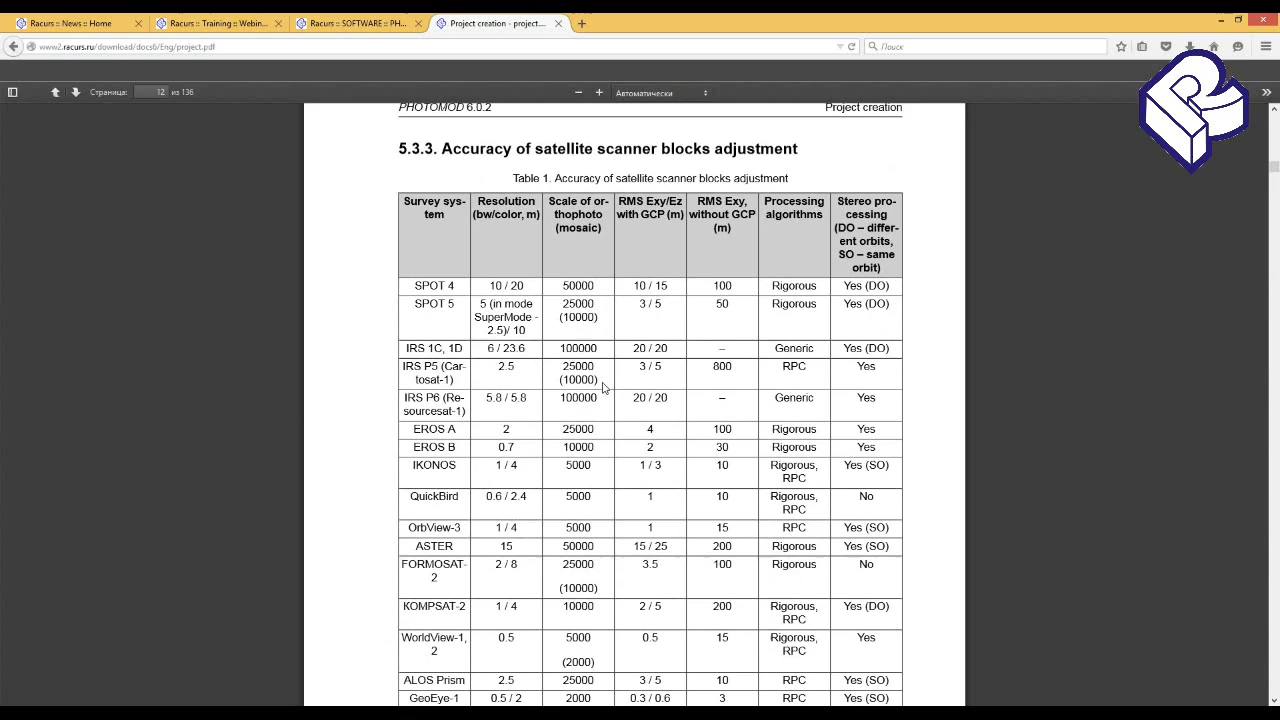 Racurs :: News :: Home
Racurs :: Training :: Webin...
Racurs :: SOFTWARE :: PH...
Project creation - project....
www2.racurs.ru/download/docs6/Eng/project.pdf
Поиск
Страница: 12 из 136
Автоматически
PHOTOMOD 6.0.2 Project creation
5.3.3. Accuracy of satellite scanner blocks adjustment
Table 1. Accuracy of satellite scanner blocks adjustment
Survey sys- Resolution Scale of or- RMS Exy/Ez RMS Exy, Processing Stereo pro-
tem (bw/color, m) thophoto with GCP (m) without GCP algorithms cessing
(mosaic) (m) (DO – differ-
ent orbits,
SO – same
orbit)
SPOT 4 10 / 20 50000 10 / 15 100 Rigorous Yes (DO)
SPOT 5 5 (in mode 25000 3 / 5 50 Rigorous Yes (DO)
SuperMode - (10000)
2.5)/ 10
IRS 1C, 1D 6 / 23.6 100000 20 / 20 – Generic Yes (DO)
IRS P5 (Car- 2.5 25000 3 / 5 800 RPC Yes
tosat-1) (10000)
IRS P6 (Re- 5.8 / 5.8 100000 20 / 20 – Generic Yes
sourcesat-1)
EROS A 2 25000 4 100 Rigorous Yes
EROS B 0.7 10000 2 30 Rigorous Yes
IKONOS 1 / 4 5000 1 / 3 10 Rigorous, Yes (SO)
RPC
QuickBird 0.6 / 2.4 5000 1 10 Rigorous, No
RPC
OrbView-3 1 / 4 5000 1 15 RPC Yes (SO)
ASTER 15 50000 15 / 25 200 Rigorous Yes (SO)
FORMOSAT- 2 / 8 25000 3.5 100 Rigorous No
2 (10000)
KOMPSAT-2 1 / 4 10000 2 / 5 200 Rigorous, Yes (DO)
RPC
WorldView-1, 0.5 5000 0.5 15 Rigorous, Yes
2 (2000) RPC
ALOS Prism 2.5 25000 3 / 5 10 RPC Yes (SO)
GeoEye-1 0.5 / 2 2000 0.3 / 0.6 3 RPC Yes (SO)